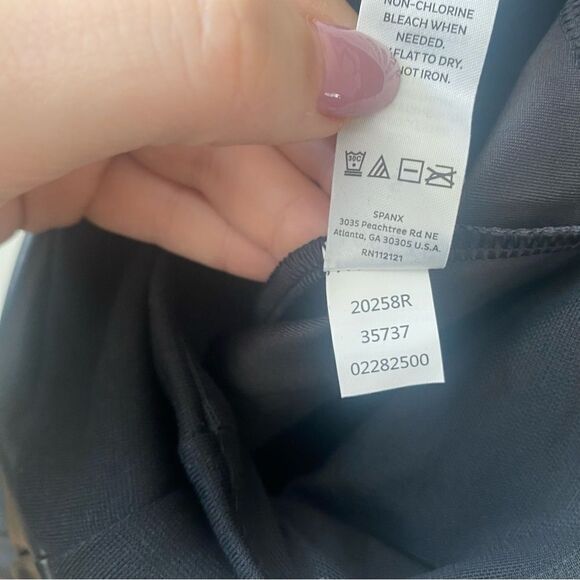 NON-CHLORINE
BLEACH WHEN
NEEDED.
FLAT TO DRY.
NOT IRON.
30C
SPANX
3035 Peachtree Rd NE
Atlanta, GA 30305 U.S.A.
RN112121
20258R
35737
02282500